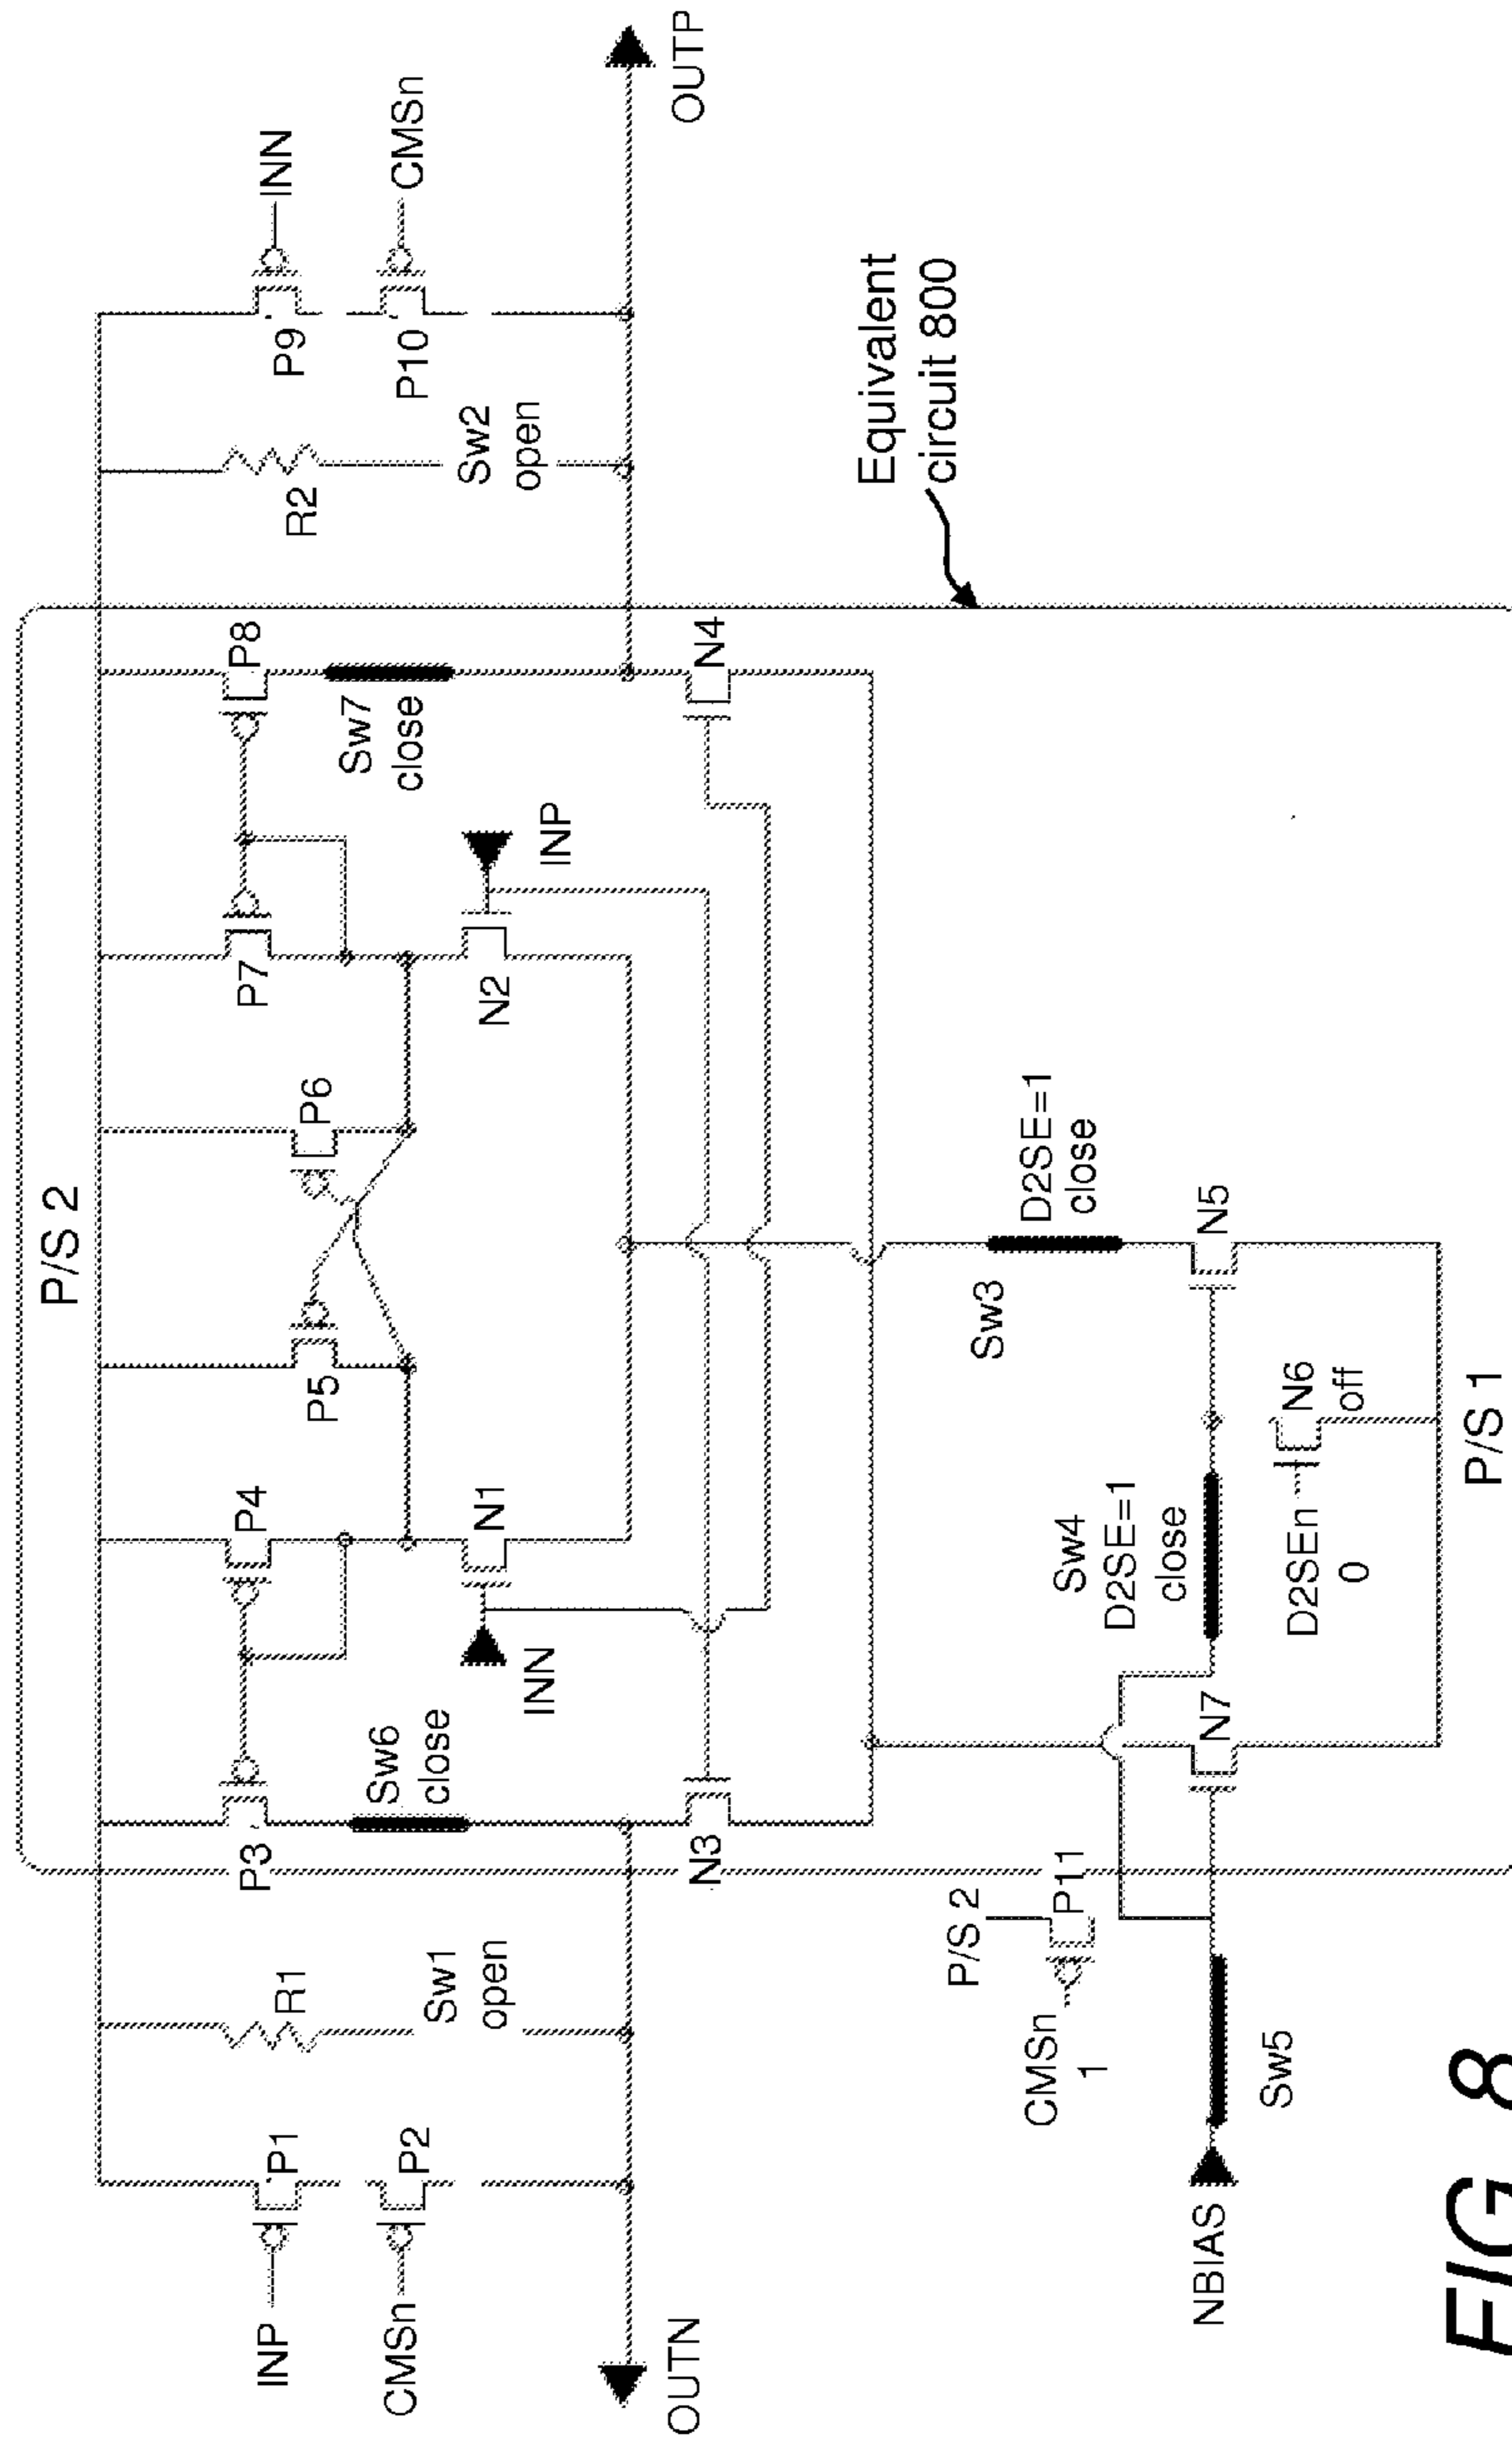 P/S 2
INP
P1
CMSn
P2
R1
Sw1
open
OUTN
P3
Sw6
close
P4
P5
P6
P7
P8
Sw7
close
INN
N1
N2
INP
N3
N4
R2
Sw2
open
P9
INN
P10
CMSn
OUTP
Equivalent
circuit 800
P/S 2
P11
CMSn
1
NBIAS
Sw5
N7
Sw4
D2SE=1
close
D2SEn
0
N6
off
Sw3
D2SE=1
close
N5
P/S 1
FIG. 8